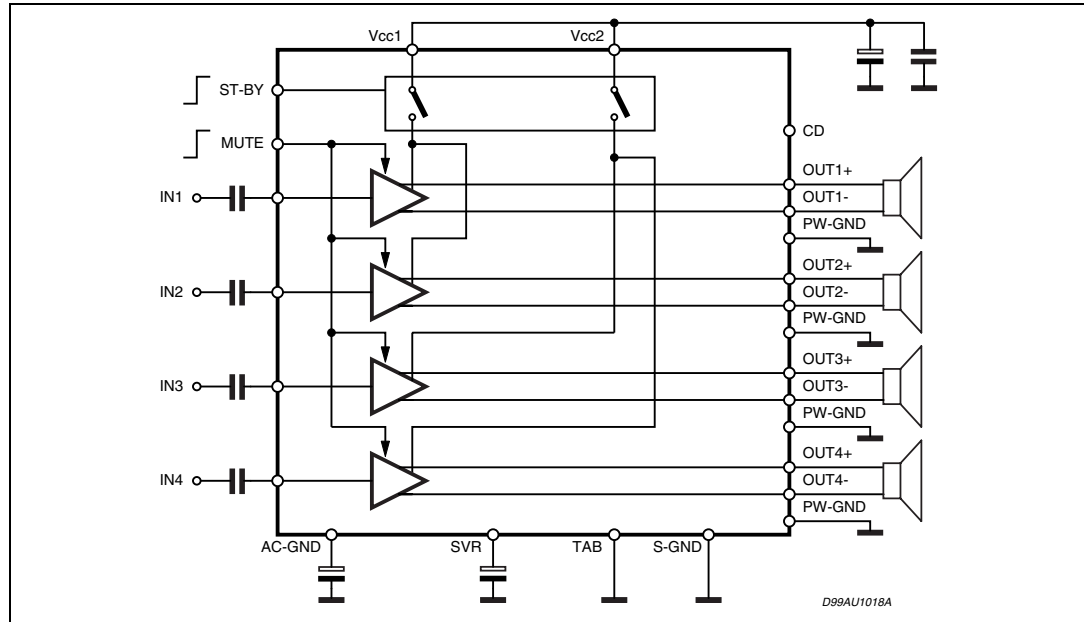 Vcc1
Vcc2
ST-BY
MUTE
CD
OUT1+
IN1
OUT1-
PW-GND
OUT2+
IN2
OUT2-
PW-GND
OUT3+
IN3
OUT3-
PW-GND
OUT4+
IN4
OUT4-
PW-GND
AC-GND
SVR
TAB
S-GND
D99AU1018A